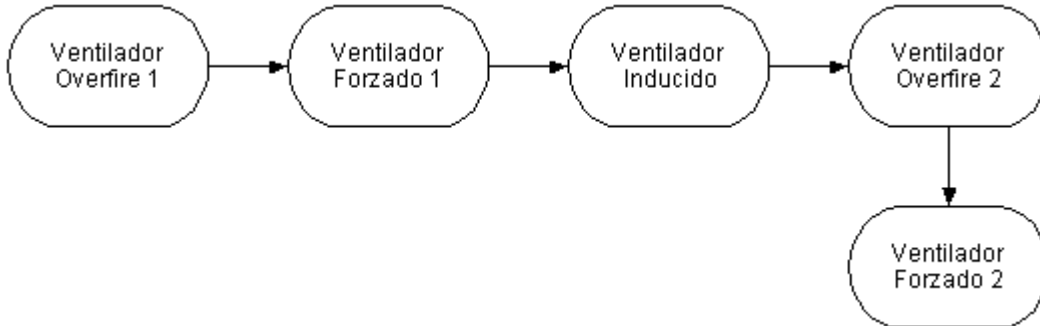 Ventilador
Overfire 1
Ventilador
Forzado 1
Ventilador
Inducido
Ventilador
Overfire 2
Ventilador
Forzado 2